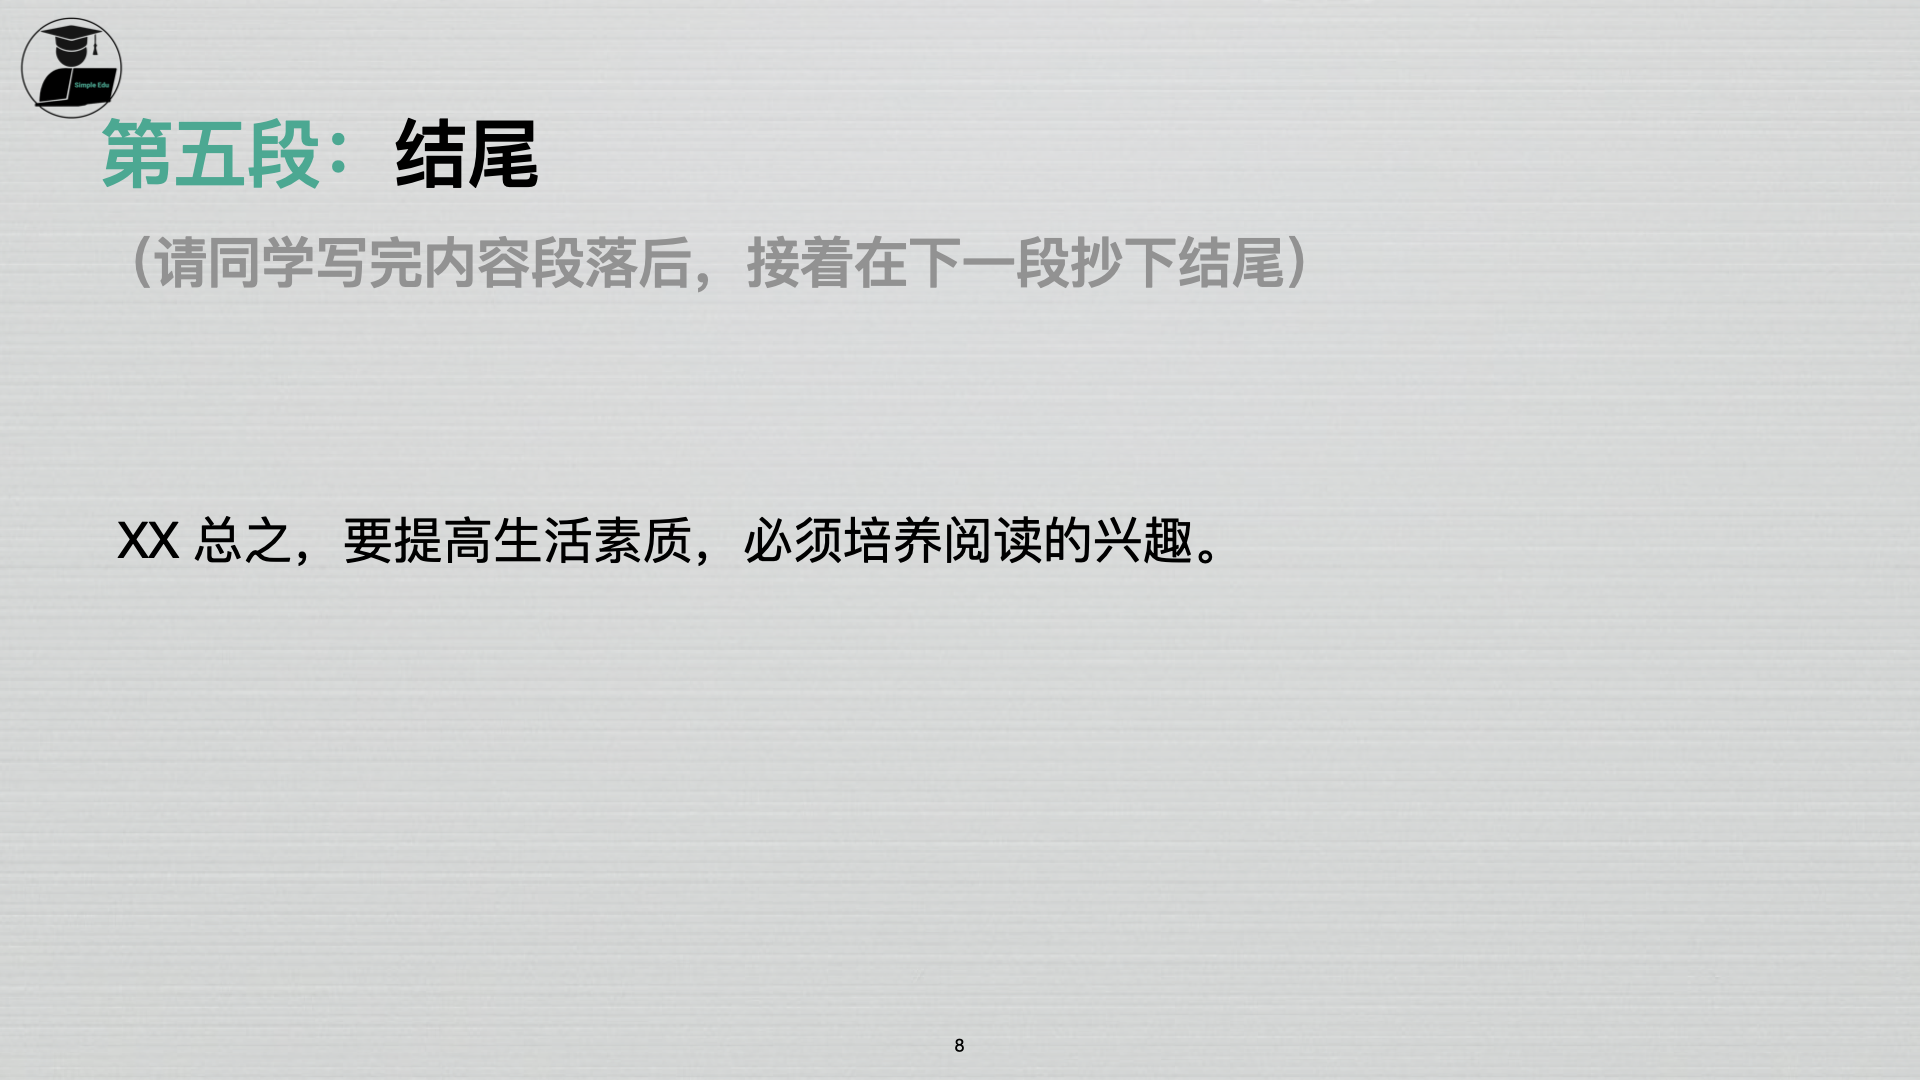 Simple Edu
第五段：结尾
（请同学写完内容段落后，接着在下一段抄下结尾）
XX 总之，要提高生活素质，必须培养阅读的兴趣。
8